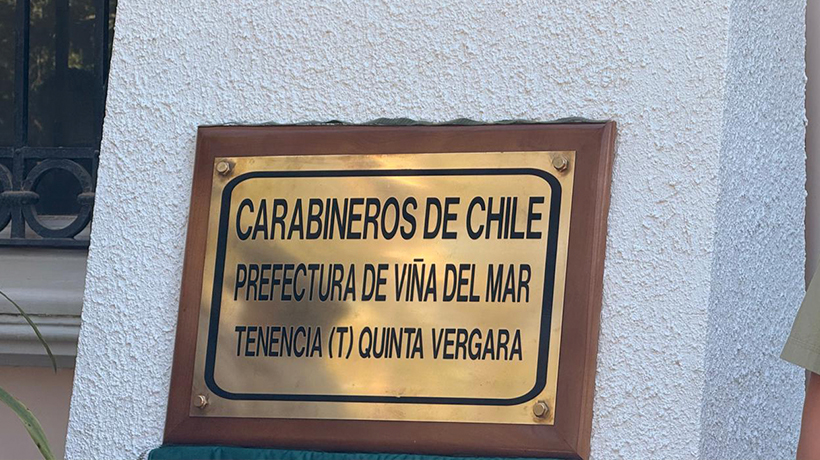 CARABINEROS DE CHILE
PREFECTURA DE VIÑA DEL MAR
TENENCIA (T) QUINTA VERGARA